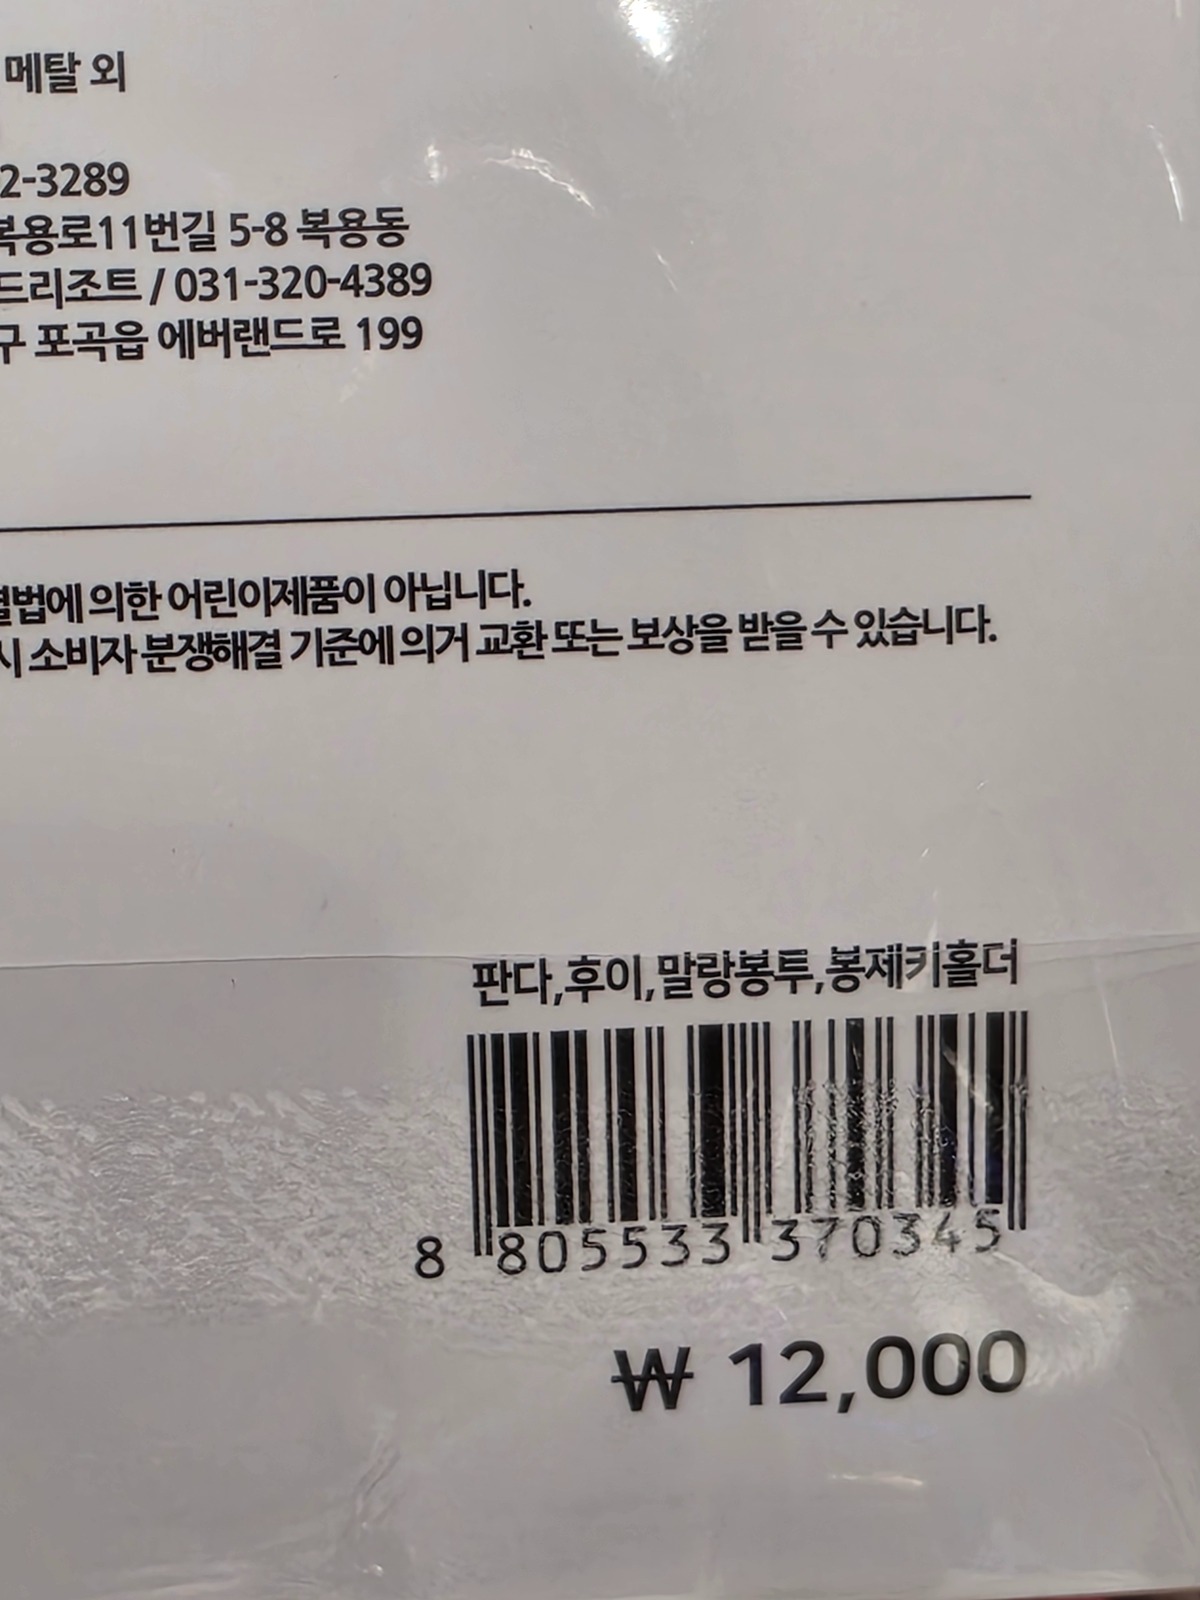 메탈 외
2-3289
복용로11번길 5-8 복용동
드리조트 / 031-320-4389
구 포곡읍 에버랜드로 199
별법에 의한 어린이제품이 아닙니다.
시 소비자 분쟁해결 기준에 의거 교환 또는 보상을 받을 수 있습니다.
판다,후이,말랑봉투,봉제키홀더
8 805533 370345
₩ 12,000